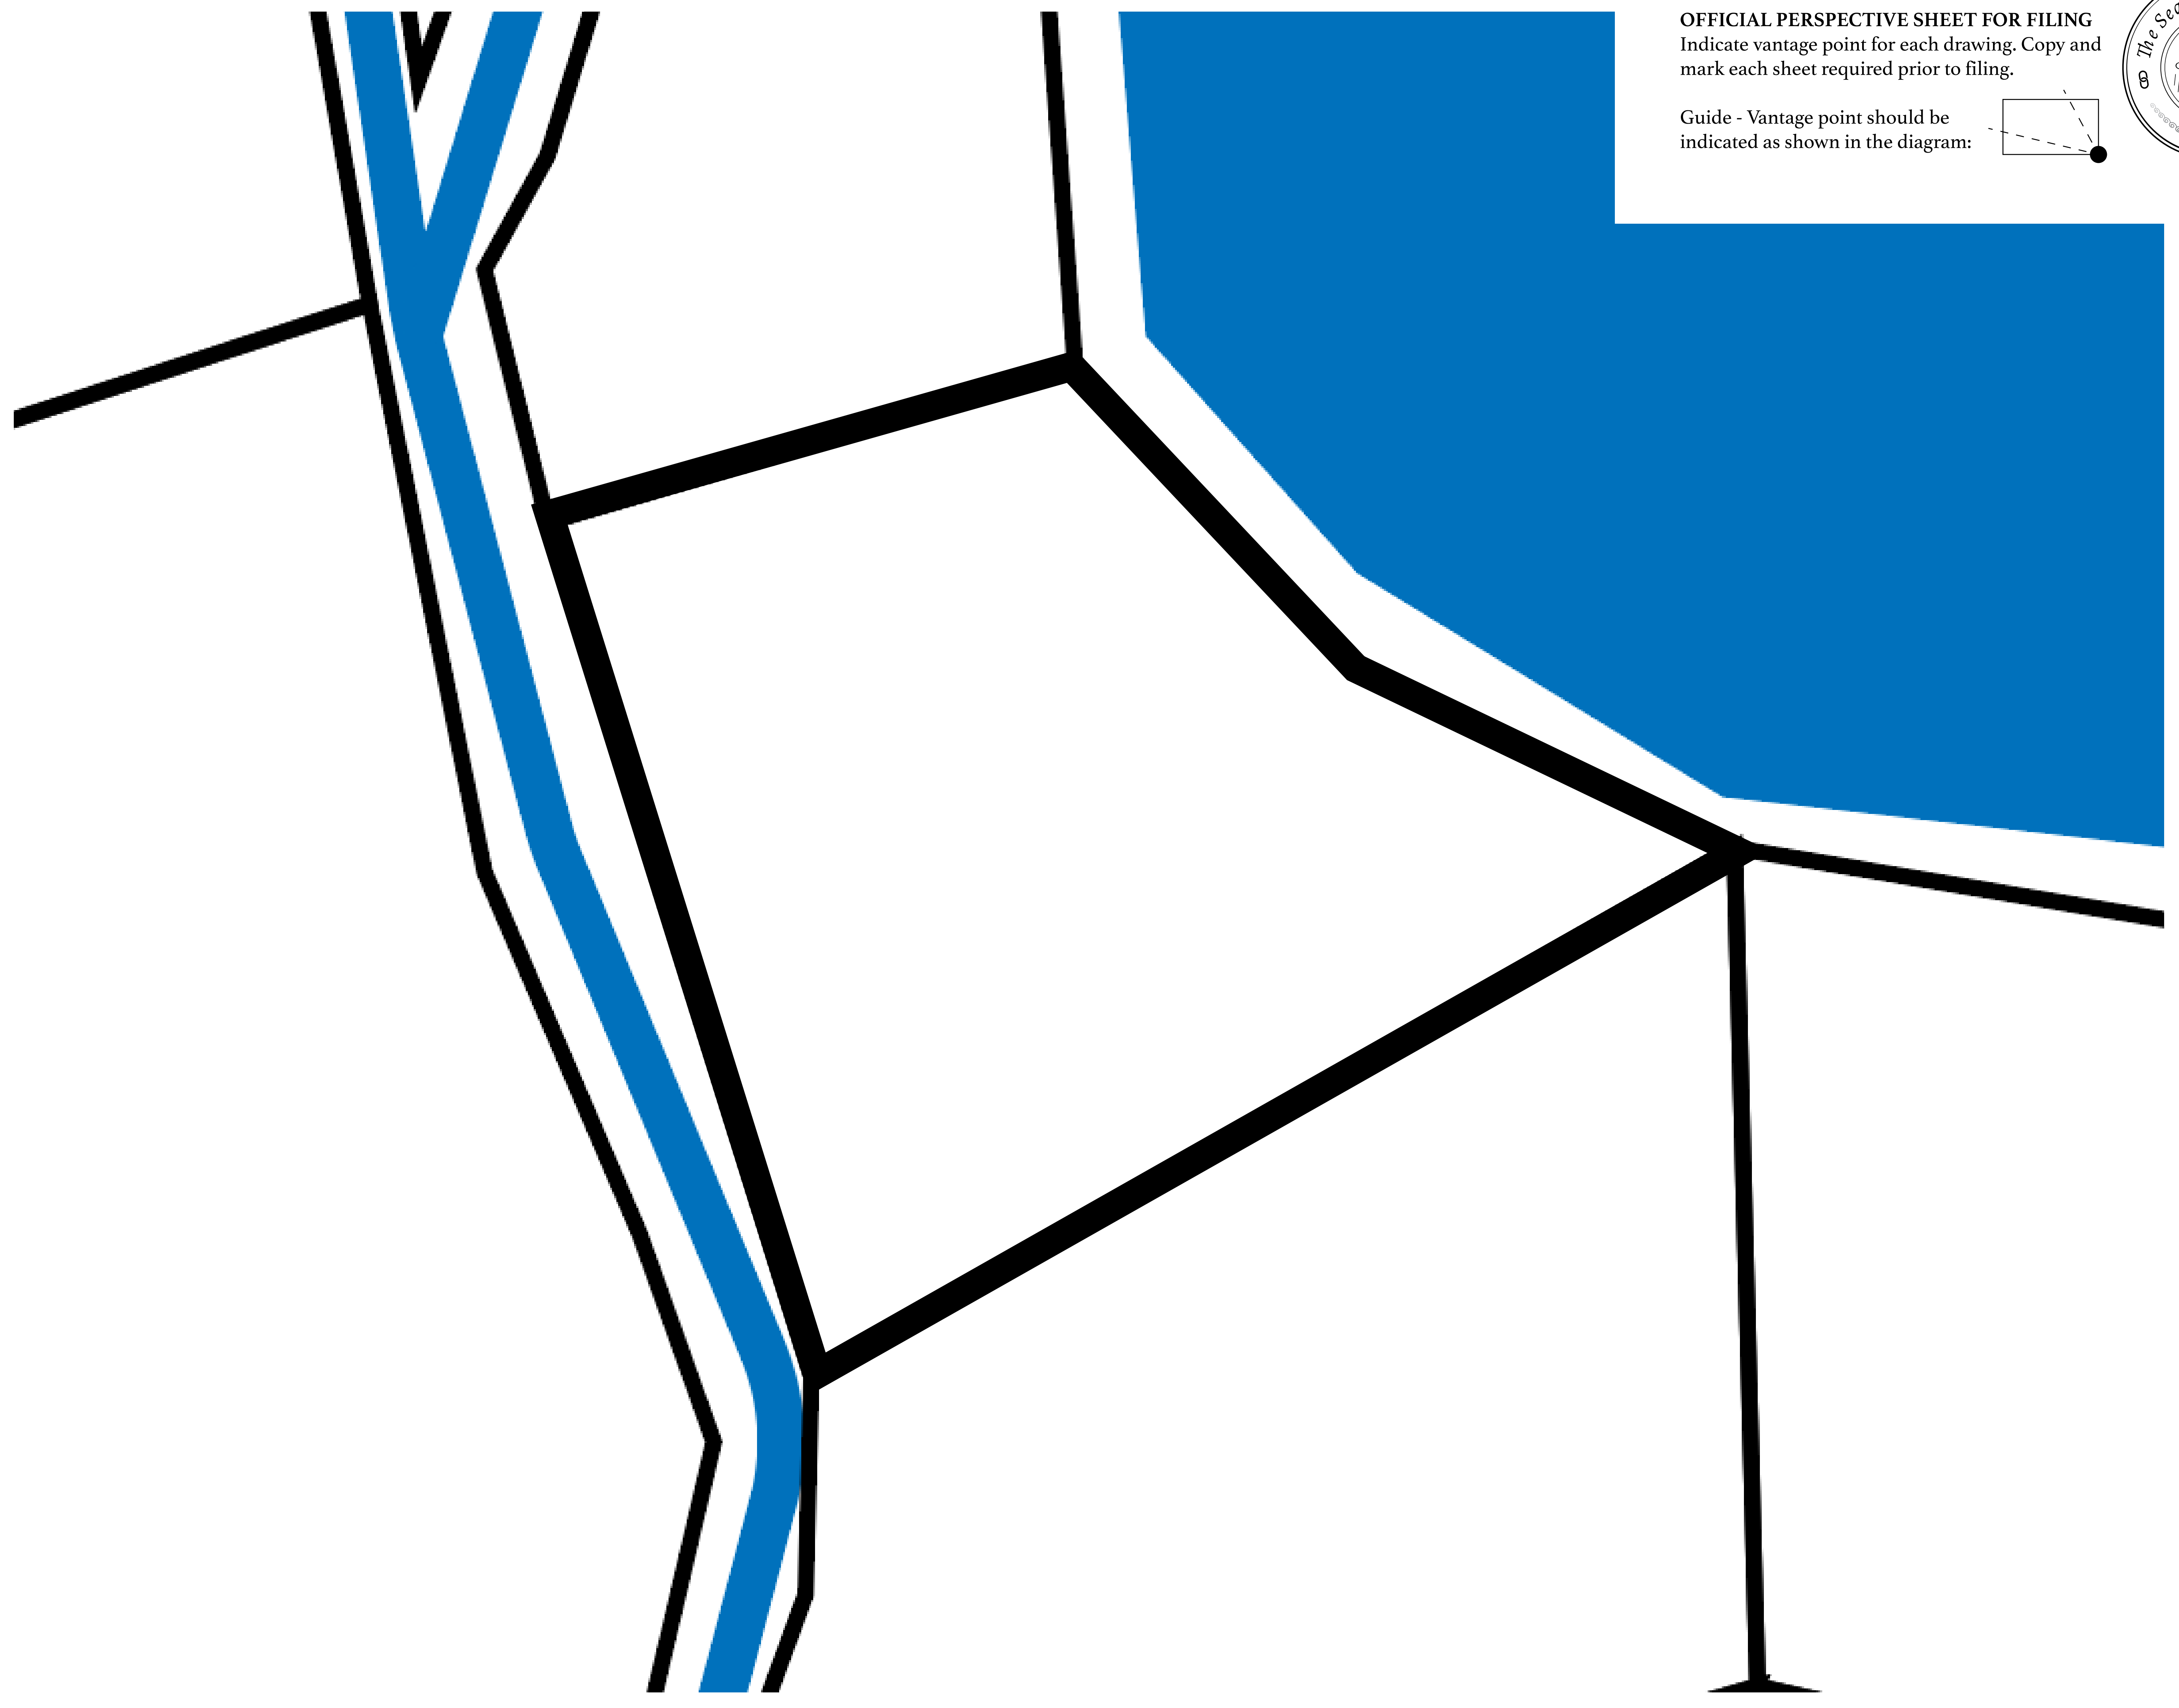 OFFICIAL PERSPECTIVE SHEET FOR FILING
Indicate vantage point for each drawing. Copy and
mark each sheet required prior to filing.
Guide - Vantage point should be
indicated as shown in the diagram:
The